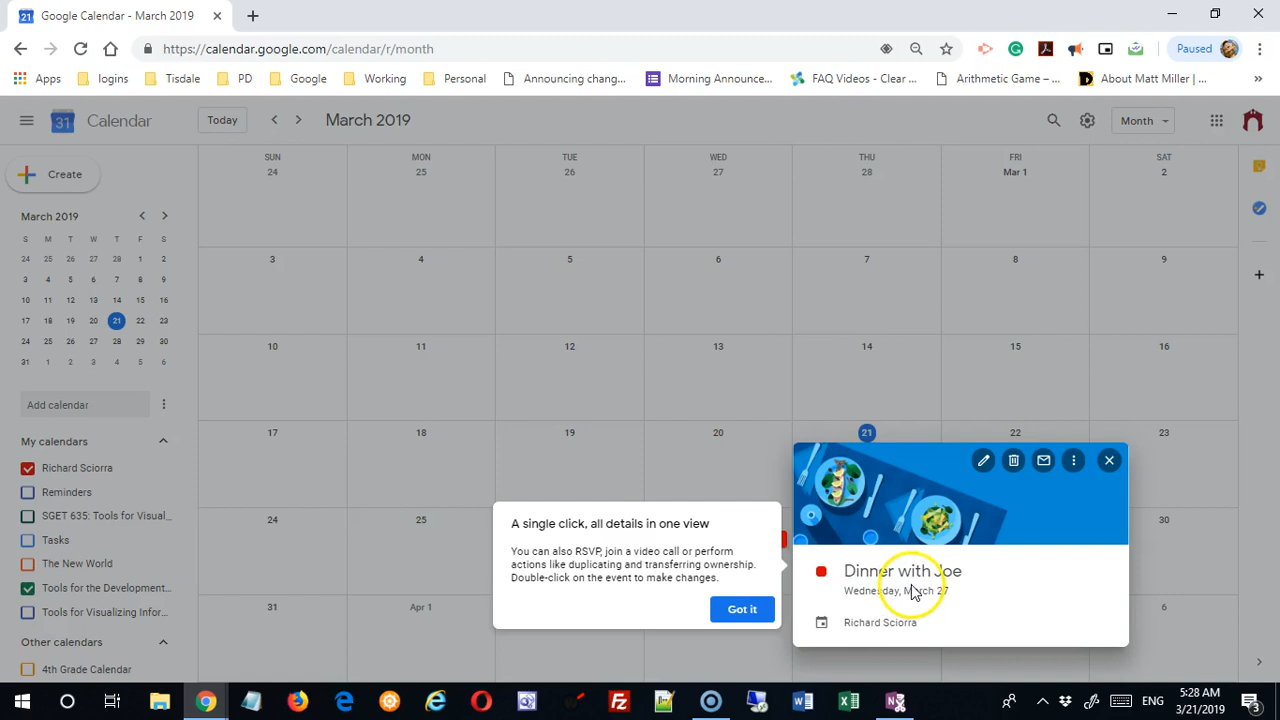 Google Calendar - March 2019
https://calendar.google.com/calendar/r/month
Paused
Apps
logins
Tisdale
PD
Google
Working
Personal
Announcing chang...
Morning Announce...
FAQ Videos - Clear ...
Arithmetic Game – ...
About Matt Miller | ...
31
Calendar
Today
March 2019
Month
Create
March 2019
S M T W T F S
24 25 26 27 28 1 2
3 4 5 6 7 8 9
10 11 12 13 14 15 16
17 18 19 20 21 22 23
24 25 26 27 28 29 30
31 1 2 3 4 5 6
Add calendar
My calendars
Richard Sciorra
Reminders
SGET 635: Tools for Visual...
Tasks
The New World
Tools for the Development...
Tools for Visualizing Infor...
Other calendars
4th Grade Calendar
SUN MON TUE WED THU FRI SAT
24 25 26 27 28 Mar 1 2
3 4 5 6 7 8 9
10 11 12 13 14 15 16
17 18 19 20 21 22 23
24 25 30
31 Apr 1 6
A single click, all details in one view
You can also RSVP, join a video call or perform
actions like duplicating and transferring ownership.
Double-click on the event to make changes.
Got it
Dinner with Joe
Wednesday, March 27
Richard Sciorra
ENG
5:28 AM
3/21/2019
3